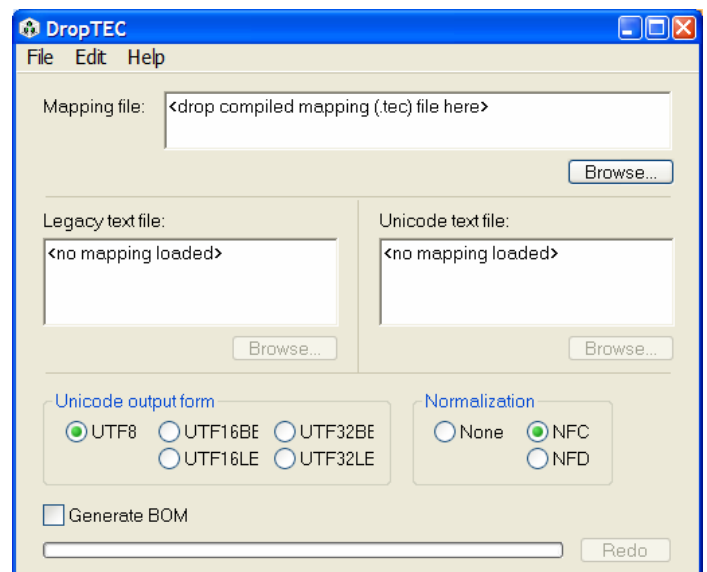 DropTEC
File Edit Help
Mapping file: <drop compiled mapping (.tec) file here>
Browse...
Legacy text file: Unicode text file:
<no mapping loaded> <no mapping loaded>
Browse... Browse...
Unicode output form Normalization
UTF8 UTF16BE UTF32BE None NFC
UTF16LE UTF32LE NFD
Generate BOM
Redo